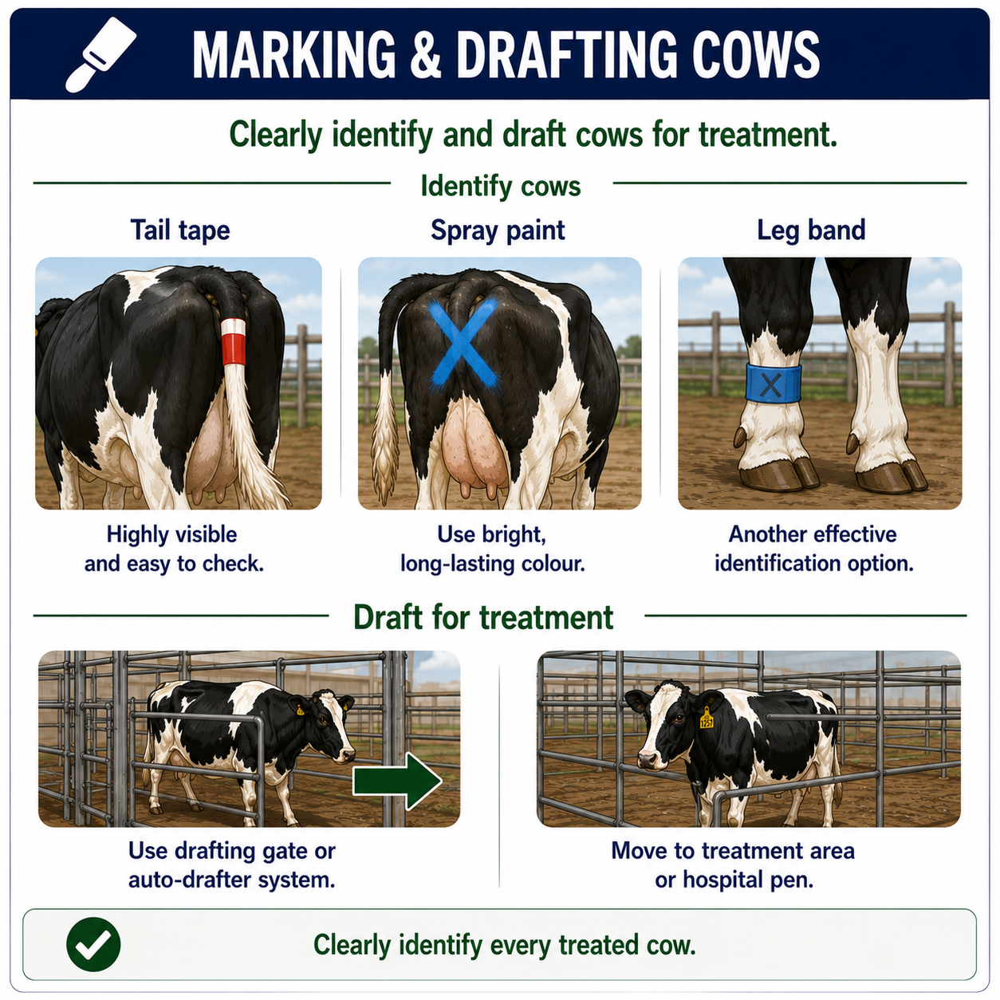 MARKING & DRAFTING COWS
Clearly identify and draft cows for treatment.
Identify cows
Tail tape
Spray paint
Leg band
X
X
Highly visible
and easy to check.
Use bright,
long-lasting colour.
Another effective
identification option.
Draft for treatment
1257
Use drafting gate or
auto-drafter system.
Move to treatment area
or hospital pen.
Clearly identify every treated cow.